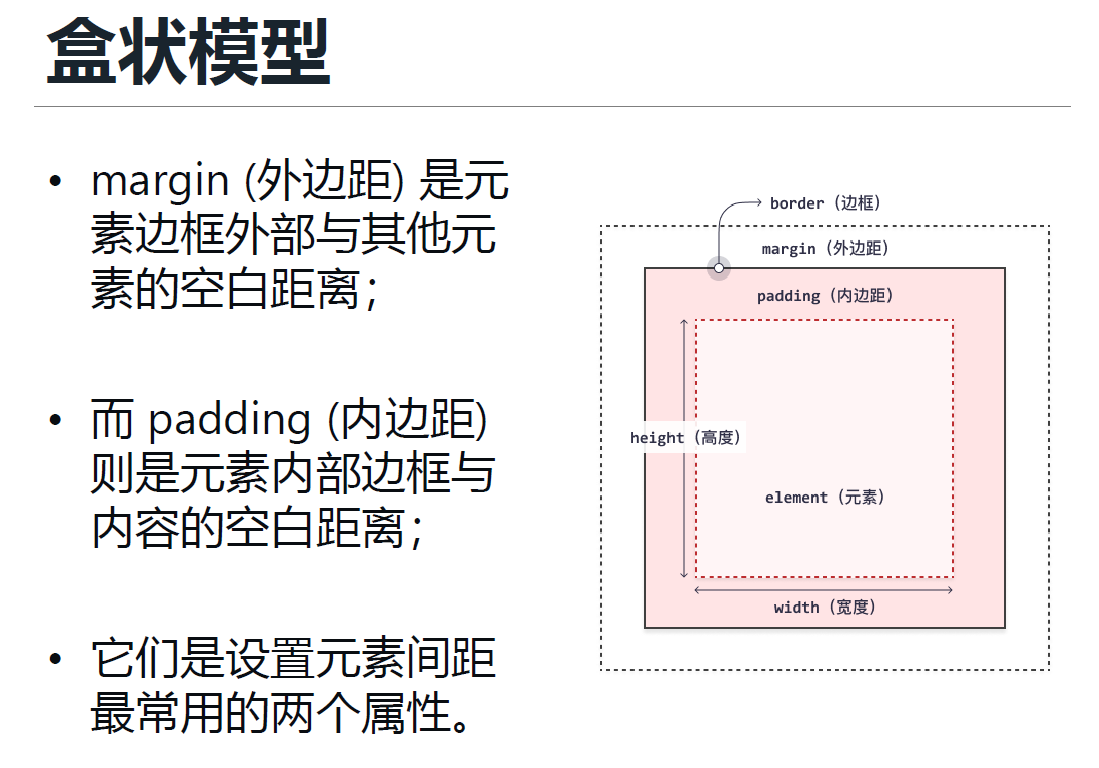 盒状模型
• margin (外边距) 是元
素边框外部与其他元
素的空白距离；
• 而 padding (内边距)
则是元素内部边框与
内容的空白距离；
• 它们是设置元素间距
最常用的两个属性。
border（边框）
margin（外边距）
padding（内边距）
height（高度）
element（元素）
width（宽度）